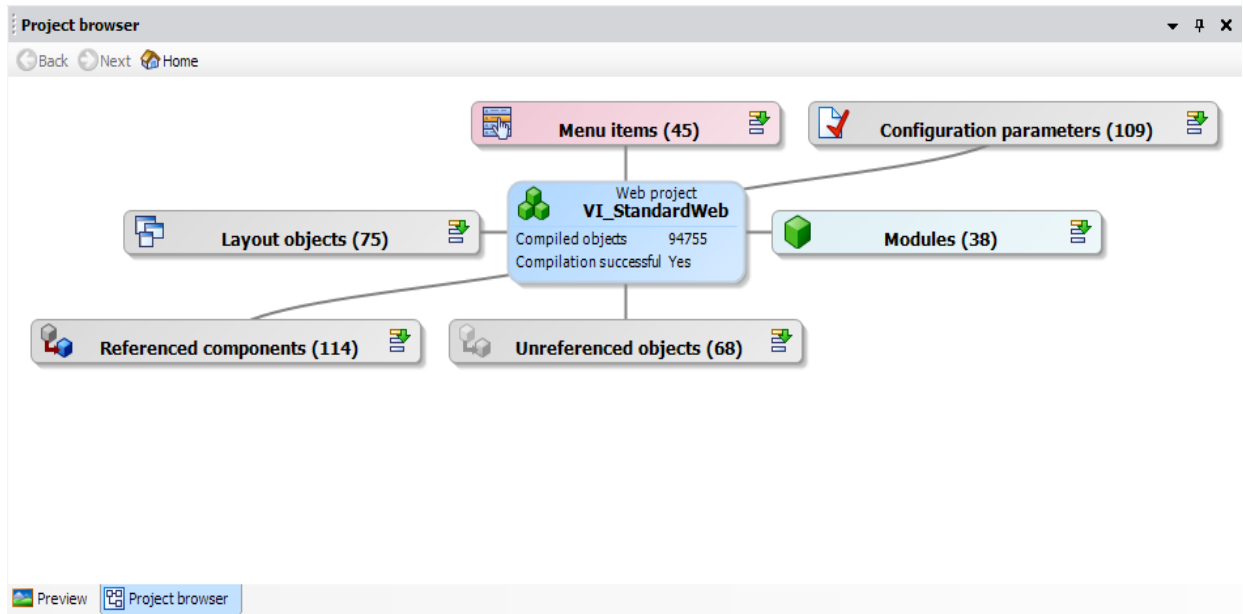 Project browser
Back Next Home
Menu items (45)
Configuration parameters (109)
Web project
VI_StandardWeb
Compiled objects 94755
Compilation successful Yes
Layout objects (75)
Modules (38)
Referenced components (114)
Unreferenced objects (68)
Preview Project browser